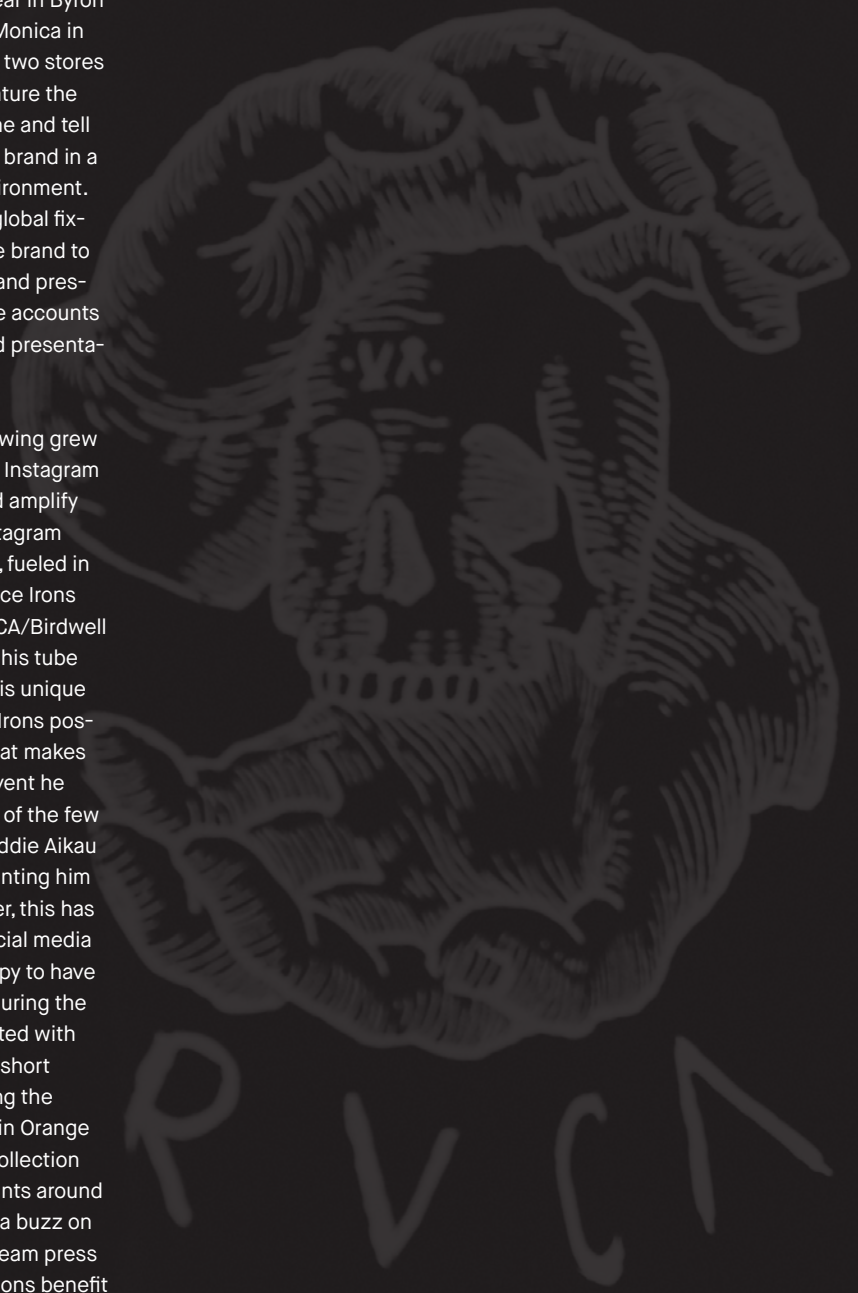 ear in Byron
Monica in
two stores
ture the
ne and tell
brand in a
ironment.
global fix-
e brand to
and pres-
e accounts
d presenta-
wing grew
Instagram
d amplify
tagram
, fueled in
ce Irons
CA/Birdwell
his tube
is unique
Irons pos-
at makes
vent he
of the few
ddie Aikau
nting him
er, this has
cial media
py to have
uring the
ted with
short
ng the
in Orange
ollection
nts around
a buzz on
eam press
ons benefit
VA
RVCA